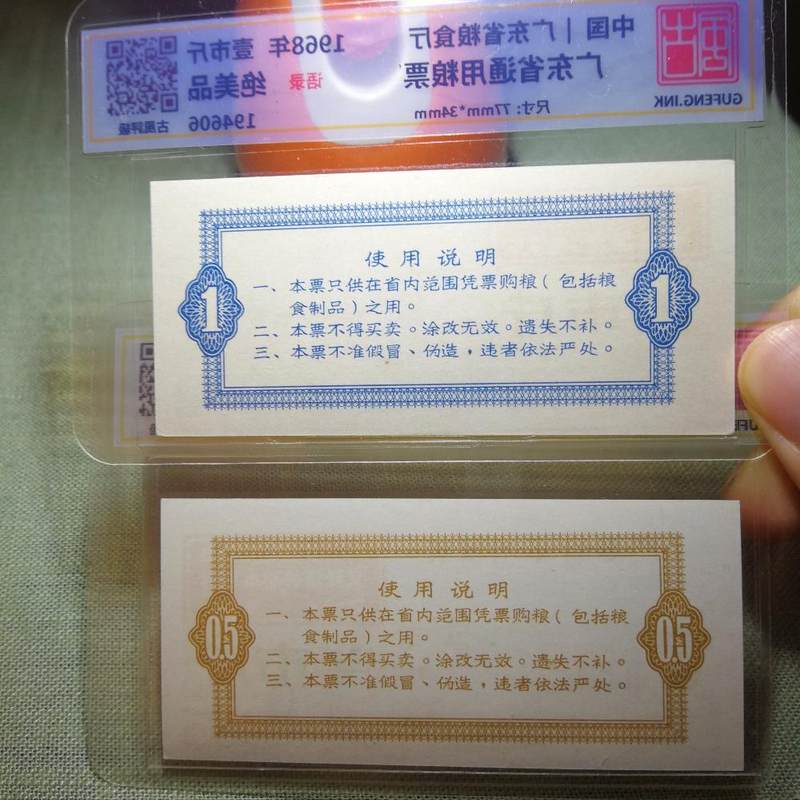 中国 | 广东省粮食厅 1968年 壹市斤
广东省通用粮票 语录 绝美品
GUFENG.INK 尺寸：77mm*34mm 194606 古風評級
使用说明
1
一、本票只供在省内范围凭票购粮（包括粮
食制品）之用。
二、本票不得买卖。涂改无效。遗失不补。
三、本票不准假冒、伪造，违者依法严处。
1
GUFE
使用说明
0.5
一、本票只供在省内范围凭票购粮（包括粮
食制品）之用。
二、本票不得买卖。涂改无效。遗失不补。
三、本票不准假冒、伪造，违者依法严处。
0.5